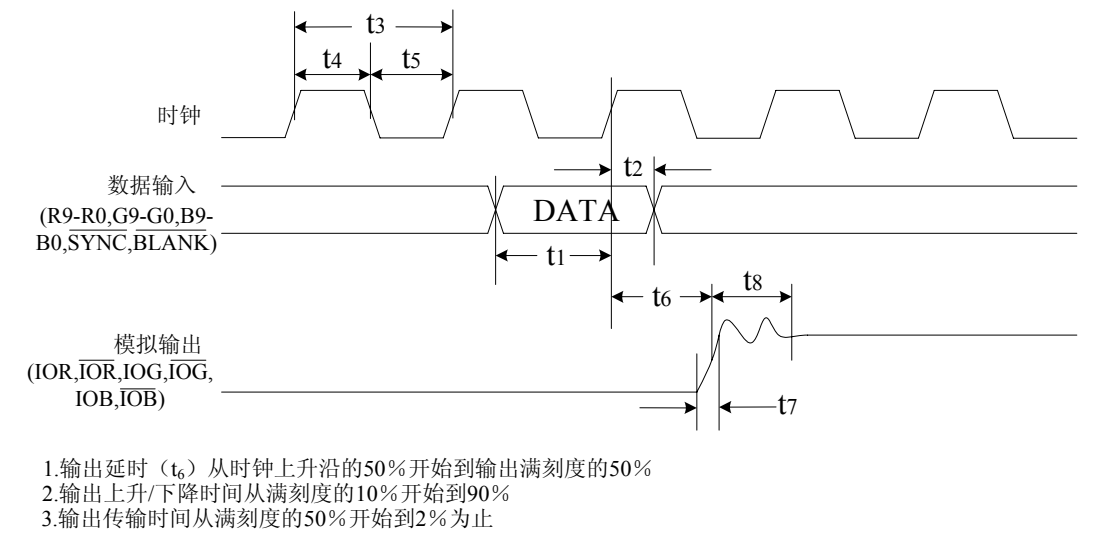 t3
t4 t5
时钟
t2
数据输入
(R9-R0,G9-G0,B9-
B0,SYNC,BLANK)
DATA
t1
t6 t8
模拟输出
(IOR,IOR,IOG,IOG,
IOB,IOB)
t7
1.输出延时（t6）从时钟上升沿的50%开始到输出满刻度的50%
2.输出上升/下降时间从满刻度的10%开始到90%
3.输出传输时间从满刻度的50%开始到2%为止